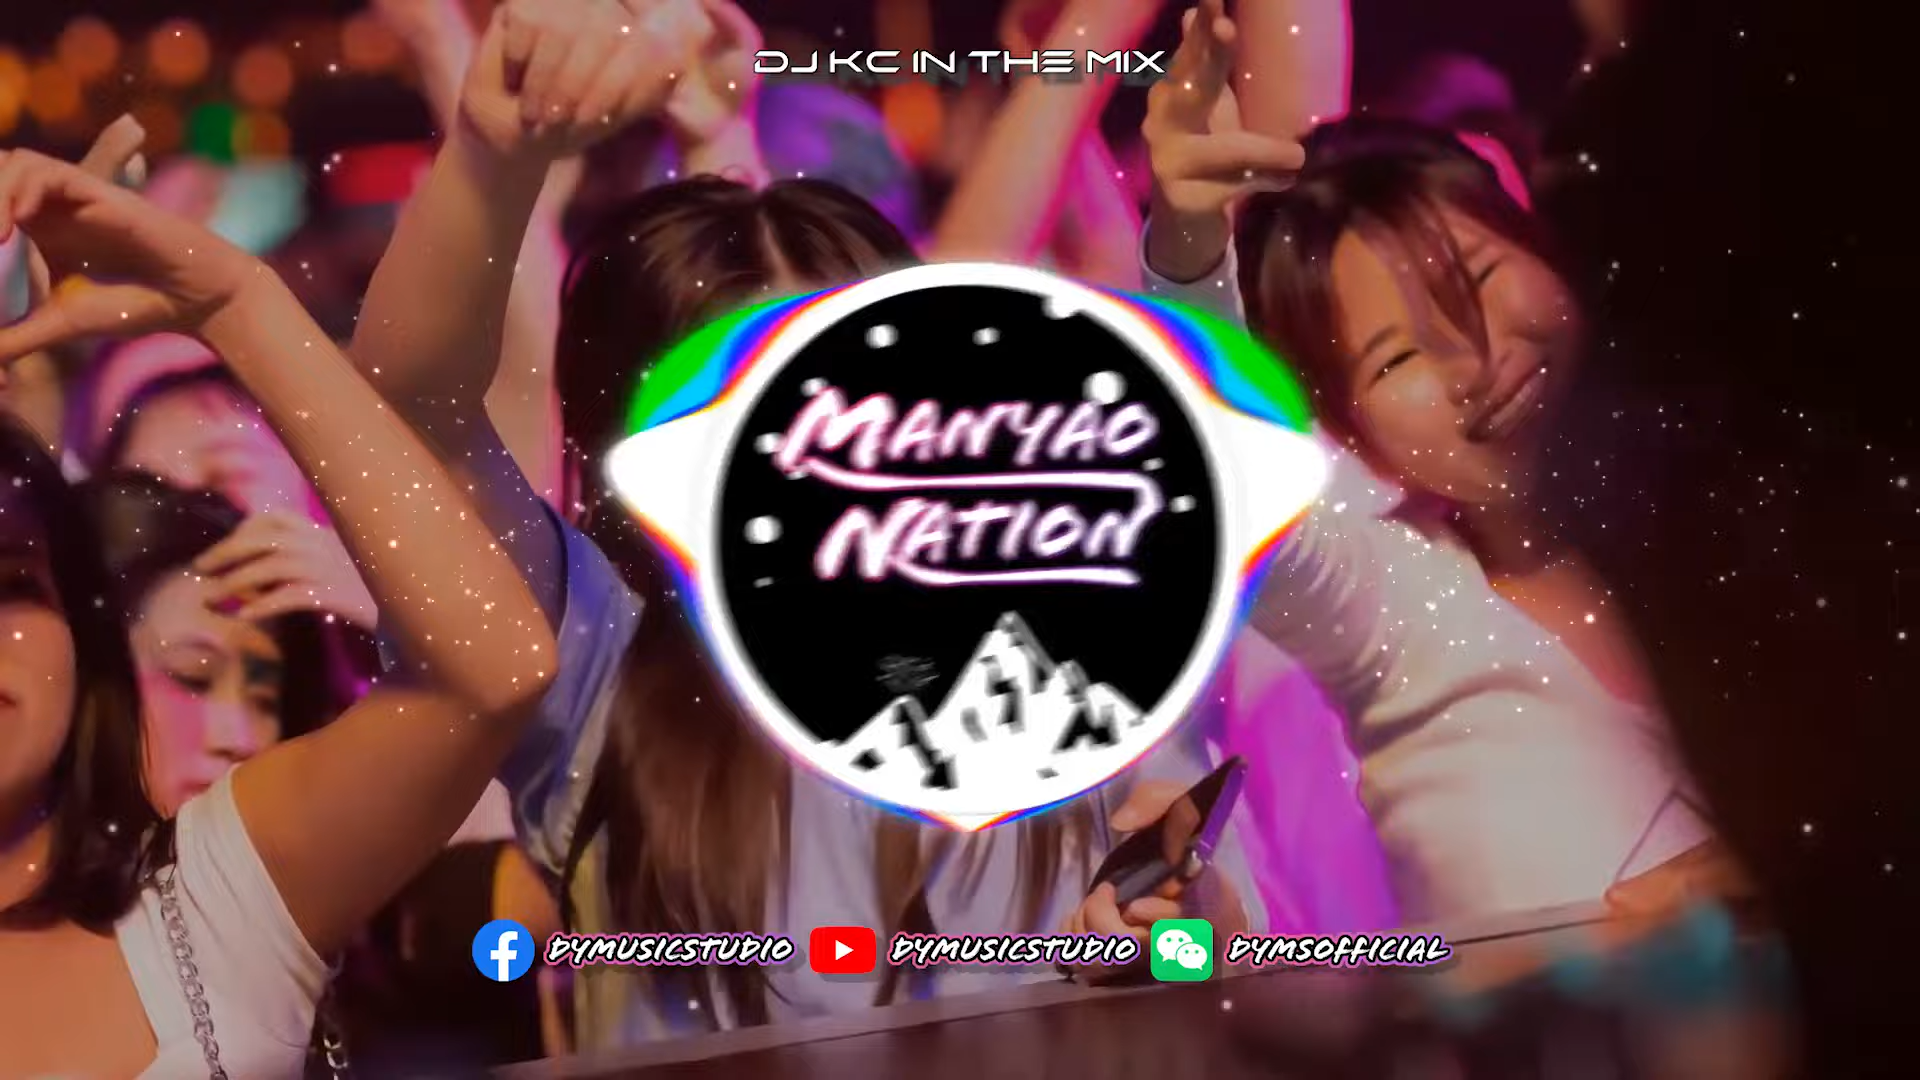 DJ KC IN THE MIX
MANYAO
NATION
DYMUSICSTUDIO DYMUSICSTUDIO DYMSOFFICIAL